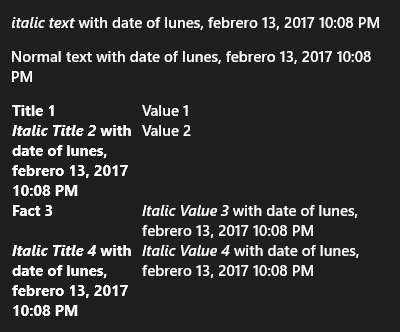 italic text with date of lunes, febrero 13, 2017 10:08 PM
Normal text with date of lunes, febrero 13, 2017 10:08
PM
Title 1 Value 1
Italic Title 2 with Value 2
date of lunes,
febrero 13, 2017
10:08 PM
Fact 3 Italic Value 3 with date of lunes,
febrero 13, 2017 10:08 PM
Italic Title 4 with Italic Value 4 with date of lunes,
date of lunes, febrero 13, 2017 10:08 PM
febrero 13, 2017
10:08 PM